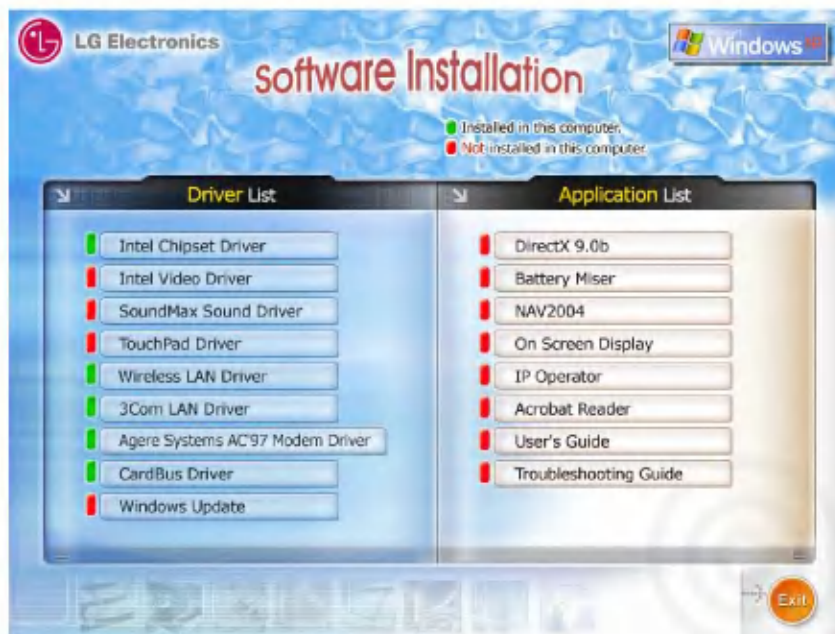 LG Electronics
Windows XP
Software Installation
Installed in this computer.
Not installed in this computer.
Driver List
Intel Chipset Driver
Intel Video Driver
SoundMax Sound Driver
TouchPad Driver
Wireless LAN Driver
3Com LAN Driver
Agere Systems AC'97 Modem Driver
CardBus Driver
Windows Update
Application List
DirectX 9.0b
Battery Miser
NAV2004
On Screen Display
IP Operator
Acrobat Reader
User's Guide
Troubleshooting Guide
Exit